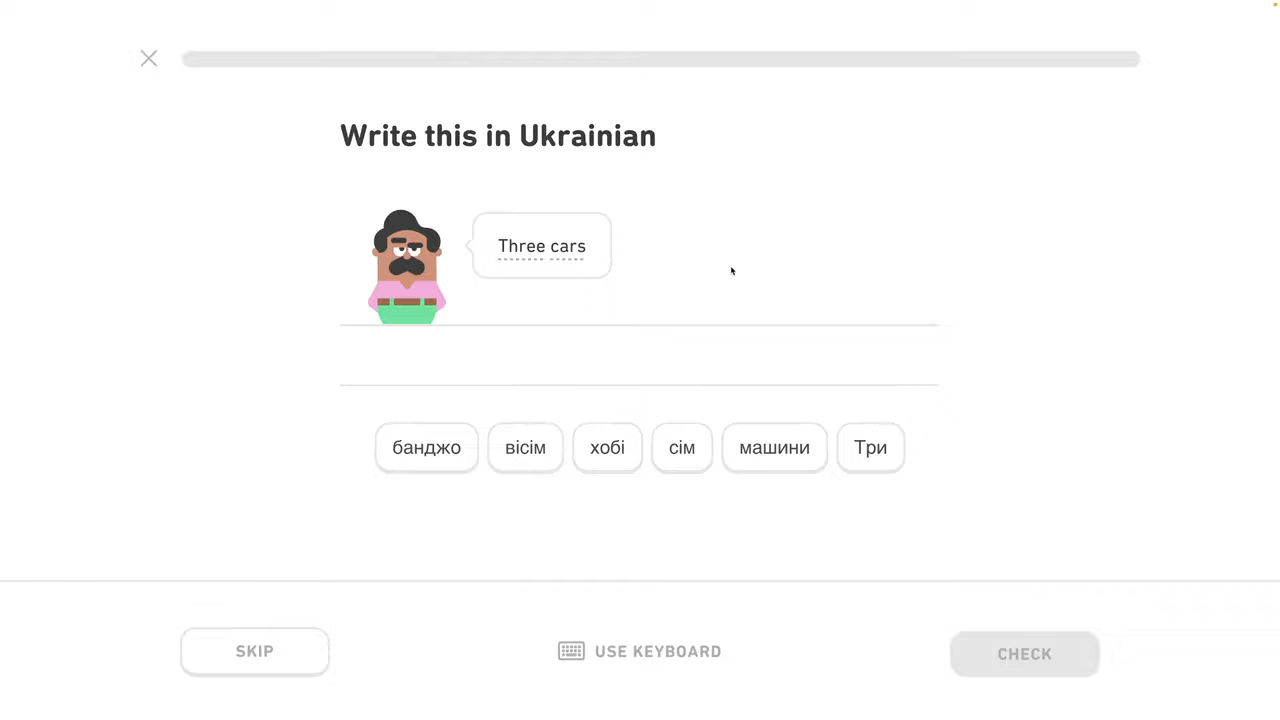 Write this in Ukrainian
Three cars
банджо вісім хобі сім машини Три
SKIP USE KEYBOARD CHECK